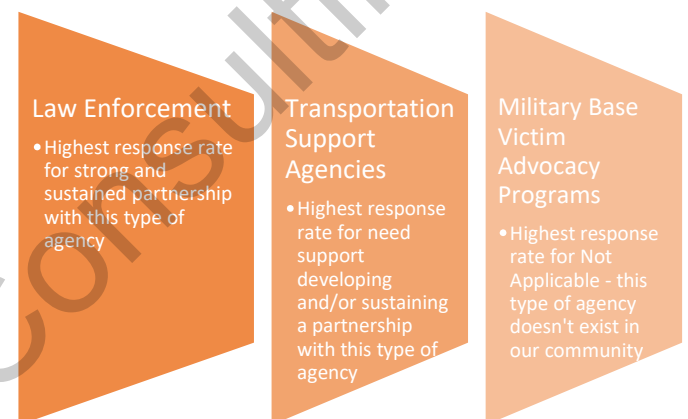 Law Enforcement
•Highest response rate
for strong and
sustained partnership
with this type of
agency
Transportation
Support
Agencies
•Highest response
rate for need
support
developing
and/or sustaining
a partnership
with this type of
agency
Military Base
Victim
Advocacy
Programs
•Highest response
rate for Not
Applicable - this
type of agency
doesn't exist in
our community